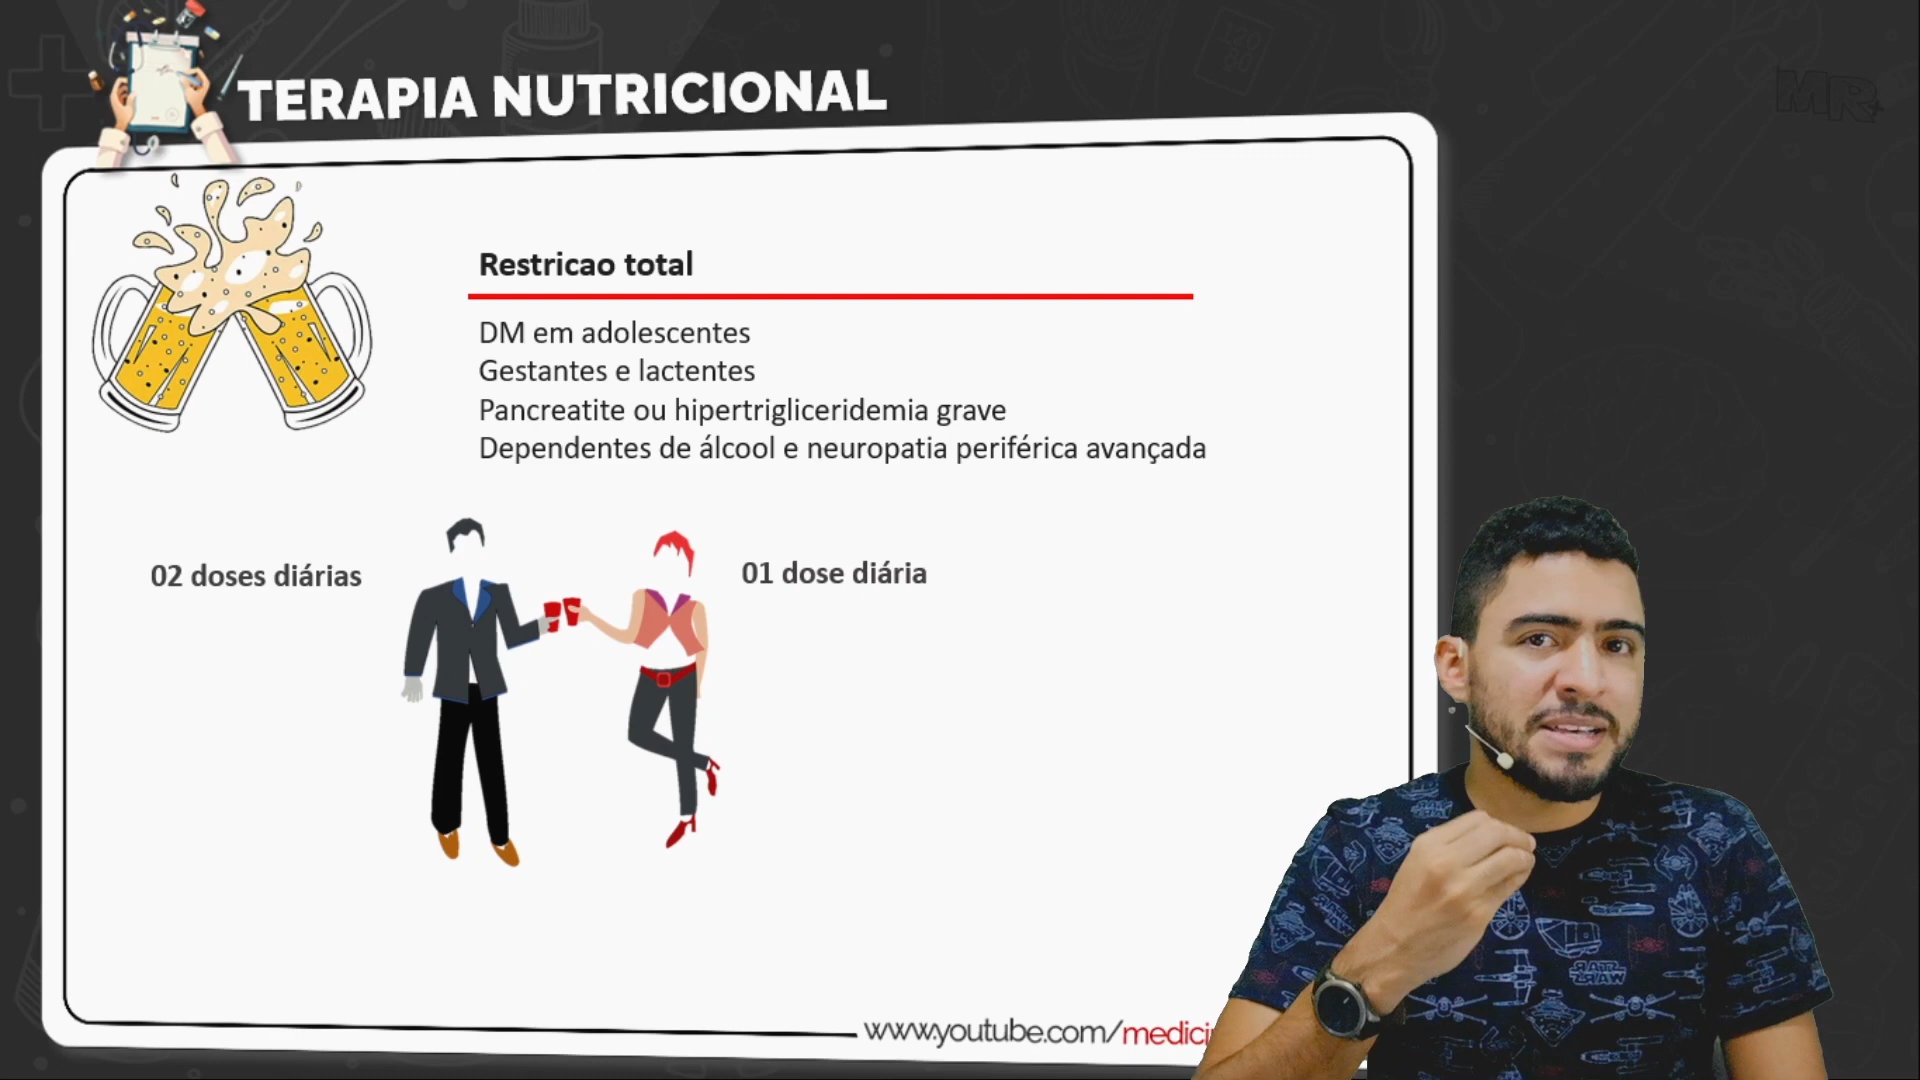 TERAPIA NUTRICIONAL
MR
Restricao total
DM em adolescentes
Gestantes e lactentes
Pancreatite ou hipertrigliceridemia grave
Dependentes de álcool e neuropatia periférica avançada
02 doses diárias
01 dose diária
www.youtube.com/medici